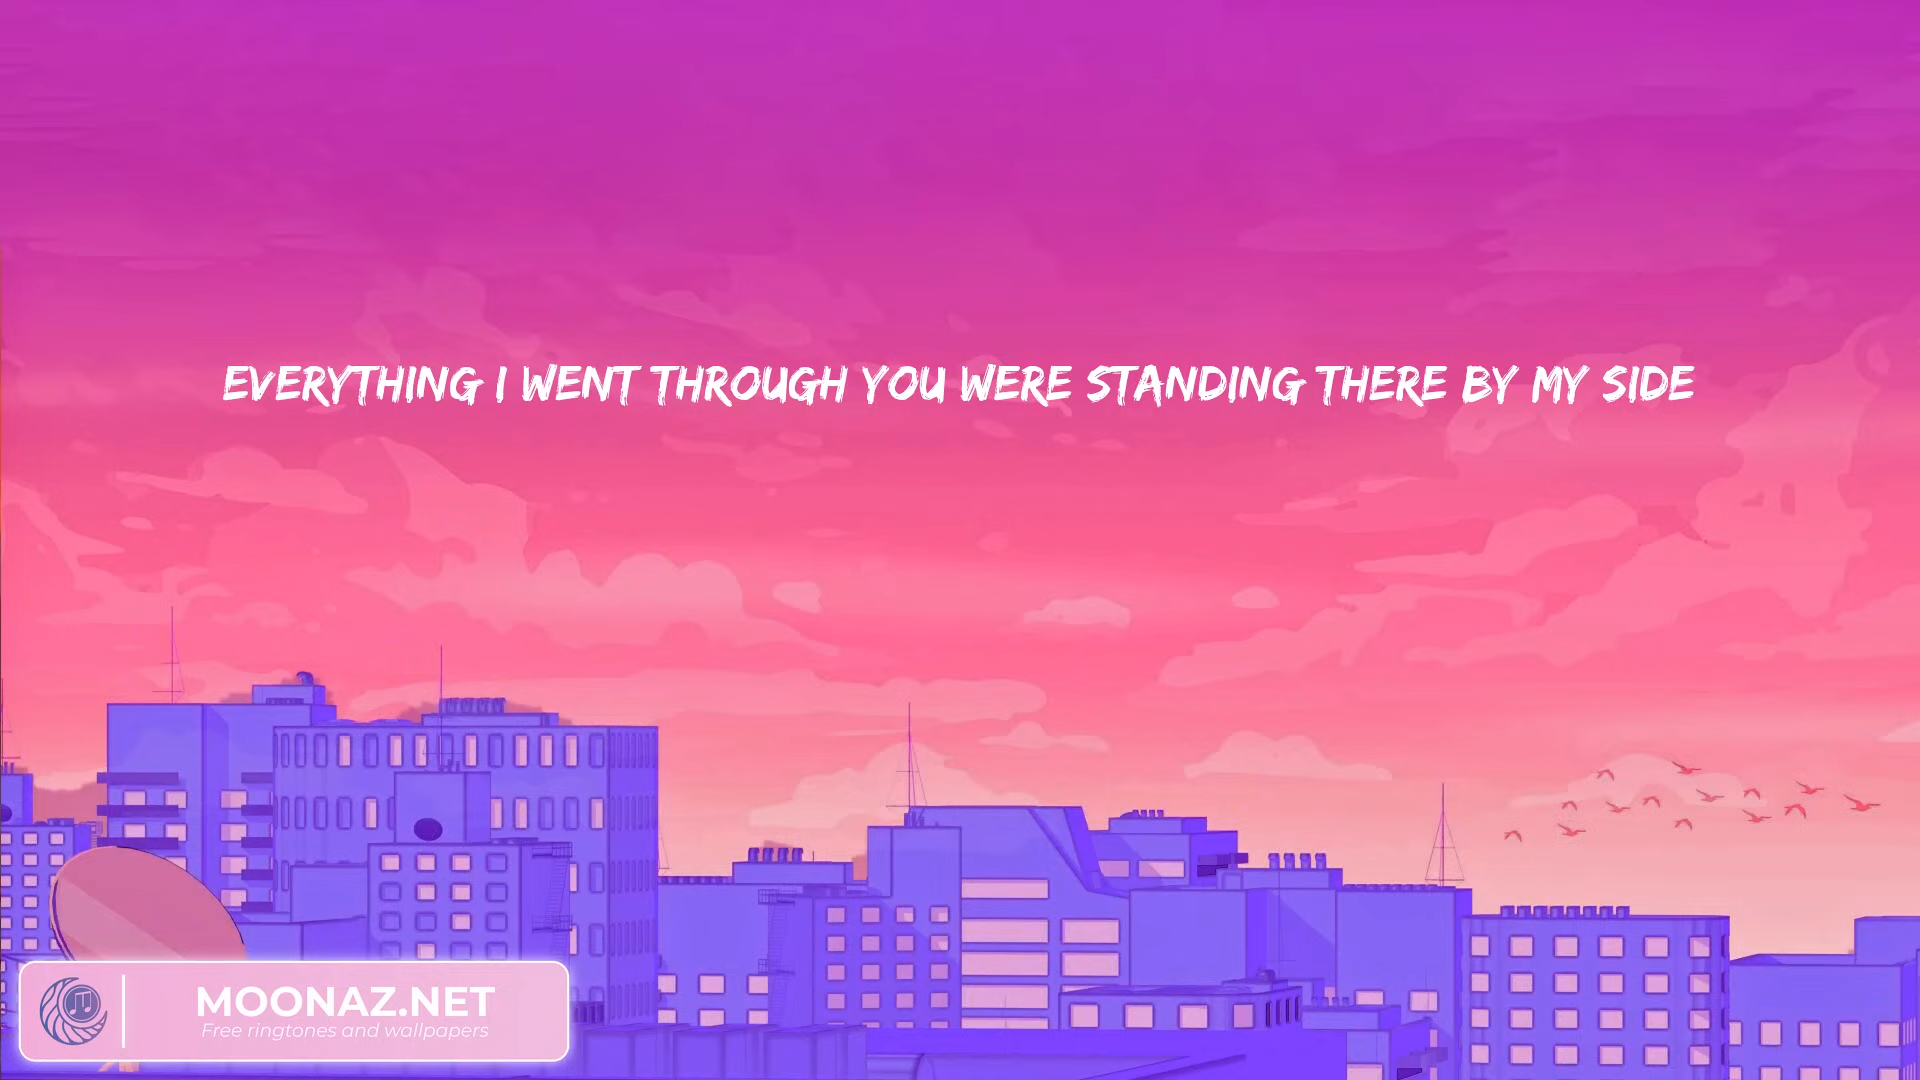 EVERYTHING I WENT THROUGH YOU WERE STANDING THERE BY MY SIDE
MOONAZ.NET
Free ringtones and wallpapers